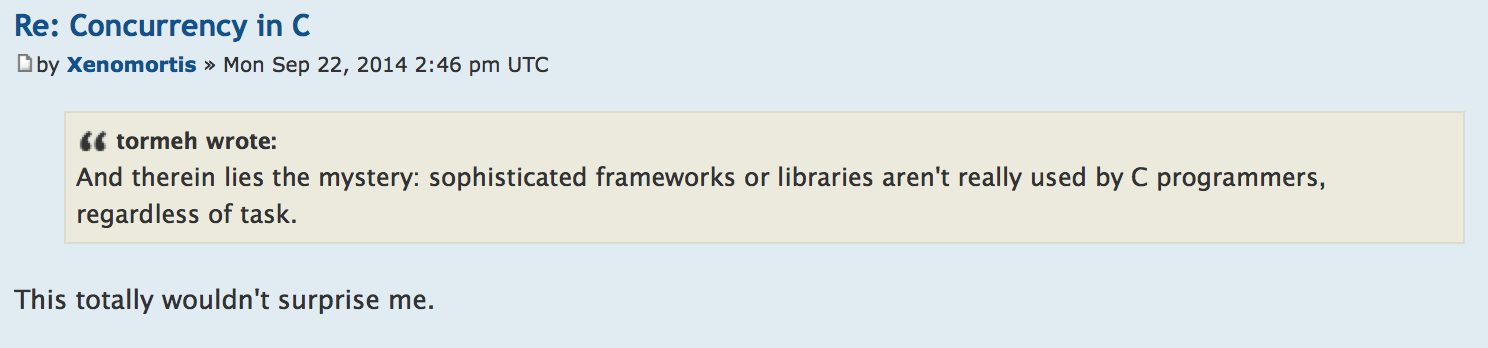 Re: Concurrency in C
by Xenomortis » Mon Sep 22, 2014 2:46 pm UTC
tormeh wrote:
And therein lies the mystery: sophisticated frameworks or libraries aren't really used by C programmers,
regardless of task.
This totally wouldn't surprise me.